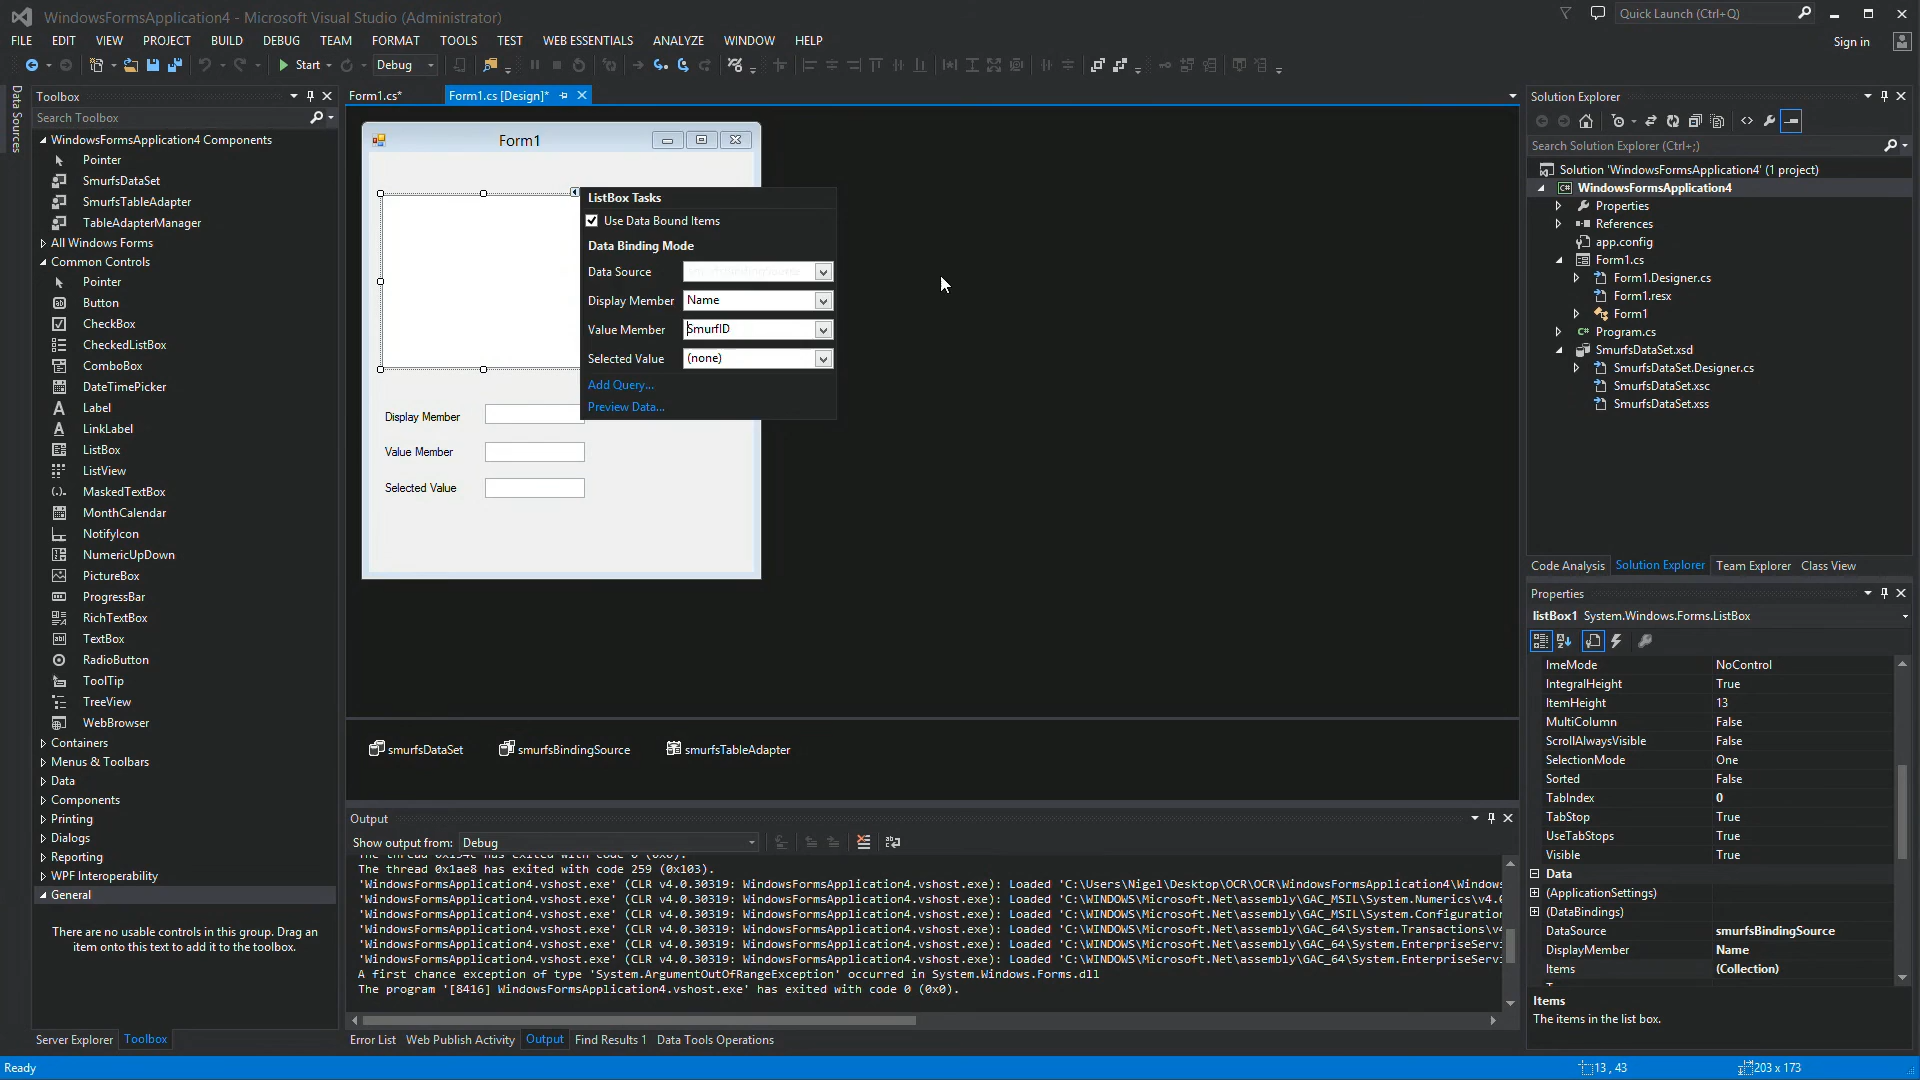 WindowsFormsApplication4 - Microsoft Visual Studio (Administrator)
Quick Launch (Ctrl+Q)
FILE EDIT VIEW PROJECT BUILD DEBUG TEAM FORMAT TOOLS TEST WEB ESSENTIALS ANALYZE WINDOW HELP
Sign in
Start Debug
Data Sources
Toolbox
Search Toolbox
WindowsFormsApplication4 Components
Pointer
SmurfsDataSet
SmurfsTableAdapter
TableAdapterManager
All Windows Forms
Common Controls
Pointer
Button
CheckBox
CheckedListBox
ComboBox
DateTimePicker
Label
LinkLabel
ListBox
ListView
MaskedTextBox
MonthCalendar
NotifyIcon
NumericUpDown
PictureBox
ProgressBar
RichTextBox
TextBox
RadioButton
ToolTip
TreeView
WebBrowser
Containers
Menus & Toolbars
Data
Components
Printing
Dialogs
Reporting
WPF Interoperability
General
There are no usable controls in this group. Drag an
item onto this text to add it to the toolbox.
Server Explorer Toolbox
Form1.cs* Form1.cs [Design]*
Form1
ListBox Tasks
Use Data Bound Items
Data Binding Mode
Data Source
Display Member Name
Value Member SmurfID
Selected Value (none)
Add Query...
Preview Data...
Display Member
Value Member
Selected Value
smurfsDataSet smurfsBindingSource smurfsTableAdapter
Output
Show output from: Debug
The thread 0x154c has exited with code 0 (0x0).
The thread 0x1ae8 has exited with code 259 (0x103).
'WindowsFormsApplication4.vshost.exe' (CLR v4.0.30319: WindowsFormsApplication4.vshost.exe): Loaded 'C:\Users\Nigel\Desktop\OCR\OCR\WindowsFormsApplication4\Windows
'WindowsFormsApplication4.vshost.exe' (CLR v4.0.30319: WindowsFormsApplication4.vshost.exe): Loaded 'C:\WINDOWS\Microsoft.Net\assembly\GAC_MSIL\System.Numerics\v4.0
'WindowsFormsApplication4.vshost.exe' (CLR v4.0.30319: WindowsFormsApplication4.vshost.exe): Loaded 'C:\WINDOWS\Microsoft.Net\assembly\GAC_MSIL\System.Configuration
'WindowsFormsApplication4.vshost.exe' (CLR v4.0.30319: WindowsFormsApplication4.vshost.exe): Loaded 'C:\WINDOWS\Microsoft.Net\assembly\GAC_64\System.Transactions\v4
'WindowsFormsApplication4.vshost.exe' (CLR v4.0.30319: WindowsFormsApplication4.vshost.exe): Loaded 'C:\WINDOWS\Microsoft.Net\assembly\GAC_64\System.EnterpriseServi
'WindowsFormsApplication4.vshost.exe' (CLR v4.0.30319: WindowsFormsApplication4.vshost.exe): Loaded 'C:\WINDOWS\Microsoft.Net\assembly\GAC_64\System.EnterpriseServi
A first chance exception of type 'System.ArgumentOutOfRangeException' occurred in System.Windows.Forms.dll
The program '[8416] WindowsFormsApplication4.vshost.exe' has exited with code 0 (0x0).
Error List Web Publish Activity Output Find Results 1 Data Tools Operations
Solution Explorer
Search Solution Explorer (Ctrl+;)
Solution 'WindowsFormsApplication4' (1 project)
WindowsFormsApplication4
Properties
References
app.config
Form1.cs
Form1.Designer.cs
Form1.resx
Form1
Program.cs
SmurfsDataSet.xsd
SmurfsDataSet.Designer.cs
SmurfsDataSet.xsc
SmurfsDataSet.xss
Code Analysis Solution Explorer Team Explorer Class View
Properties
listBox1 System.Windows.Forms.ListBox
ImeMode NoControl
IntegralHeight True
ItemHeight 13
MultiColumn False
ScrollAlwaysVisible False
SelectionMode One
Sorted False
TabIndex 0
TabStop True
UseTabStops True
Visible True
Data
(ApplicationSettings)
(DataBindings)
DataSource smurfsBindingSource
DisplayMember Name
Items (Collection)
Items
The items in the list box.
Ready
13 , 43
203 x 173